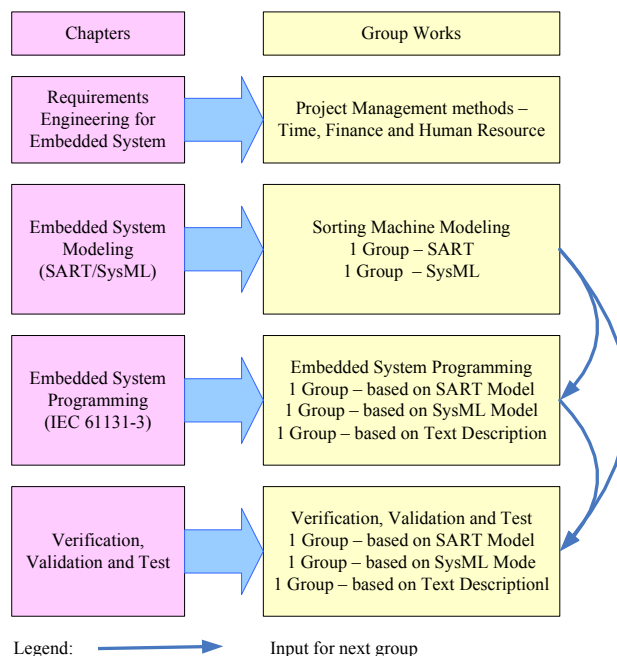 Chapters
Group Works
Requirements
Engineering for
Embedded System
Project Management methods –
Time, Finance and Human Resource
Embedded System
Modeling
(SART/SysML)
Sorting Machine Modeling
1 Group – SART
1 Group – SysML
Embedded System
Programming
(IEC 61131-3)
Embedded System Programming
1 Group – based on SART Model
1 Group – based on SysML Model
1 Group – based on Text Description
Verification,
Validation and Test
Verification, Validation and Test
1 Group – based on SART Model
1 Group – based on SysML Mode
1 Group – based on Text Descriptionl
Legend:
Input for next group